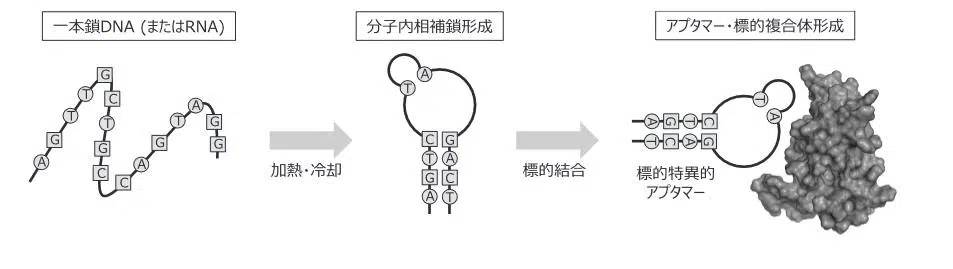 一本鎖DNA (またはRNA)
A G T T G C T G C C A G T A G G
加熱・冷却
分子内相補鎖形成
T A
C G
T A
G C
A T
標的結合
アプタマー・標的複合体形成
T A
A G T C
T C A G
標的特異的
アプタマー